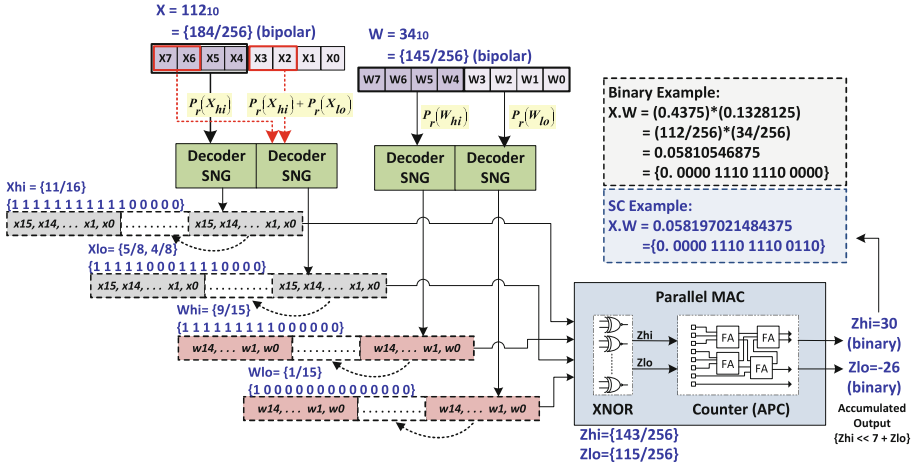 X = 112₁₀
= {184/256} (bipolar)
X7 X6 X5 X4 X3 X2 X1 X0
W = 34₁₀
= {145/256} (bipolar)
W7 W6 W5 W4 W3 W2 W1 W0
Pr(Xhi)
Pr(Xhi) + Pr(Xlo)
Pr(Whi)
Pr(Wlo)
Decoder SNG
Decoder SNG
Decoder SNG
Decoder SNG
Binary Example:
X.W = (0.4375)*(0.1328125)
= (112/256)*(34/256)
= 0.05810546875
= {0. 0000 1110 1110 0000}
SC Example:
X.W = 0.058197021484375
={0. 0000 1110 1110 0110}
Xhi = {11/16}
{1 1 1 1 1 1 1 1 1 1 1 0 0 0 0 0}
x15, x14, . . . x1, x0 . . . . . . . . . x15, x14, . . . x1, x0
Xlo= {5/8, 4/8}
{1 1 1 1 1 0 0 0 1 1 1 1 0 0 0 0}
x15, x14, . . . x1, x0 . . . . . . . . . x15, x14, . . . x1, x0
Whi= {9/15}
{1 1 1 1 1 1 1 1 1 0 0 0 0 0 0}
w14, . . . w1, w0 . . . . . . . . . w14, . . . w1, w0
Wlo= {1/15}
{1 0 0 0 0 0 0 0 0 0 0 0 0 0 0}
w14, . . . w1, w0 . . . . . . . . . w14, . . . w1, w0
Parallel MAC
Zhi
Zlo
FA
FA
FA
FA
XNOR
Counter (APC)
Zhi={143/256}
Zlo={115/256}
Zhi=30
(binary)
Zlo=-26
(binary)
Accumulated
Output
{Zhi << 7 + Zlo}